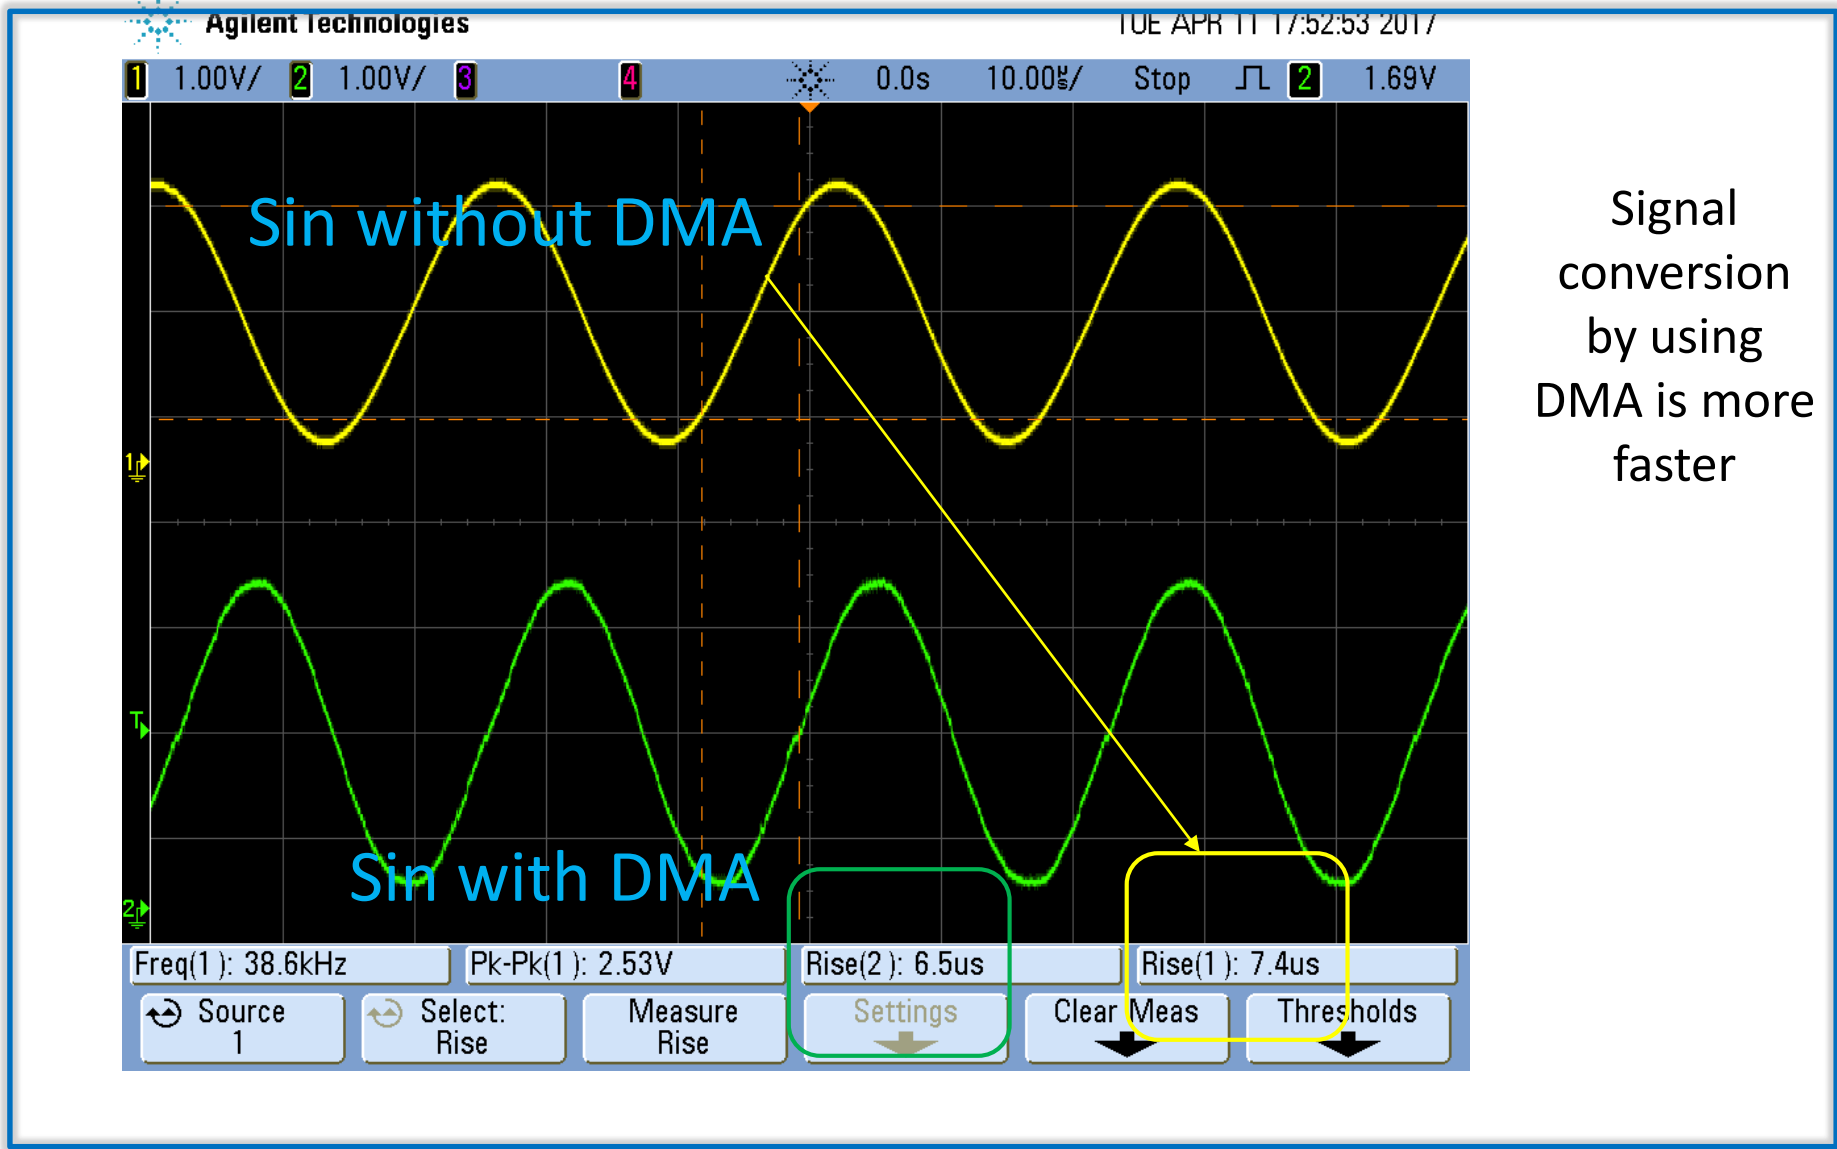 Agilent Technologies
TUE APR 11 17:52:53 2017
1 1.00V/ 2 1.00V/ 3 4 0.0s 10.00us/ Stop 2 1.69V
Sin without DMA
Signal
conversion
by using
DMA is more
faster
1
T
Sin with DMA
2
Freq(1): 38.6kHz Pk-Pk(1): 2.53V Rise(2): 6.5us Rise(1): 7.4us
Source
1
Select:
Rise
Measure
Rise
Settings
Clear Meas
Thresholds